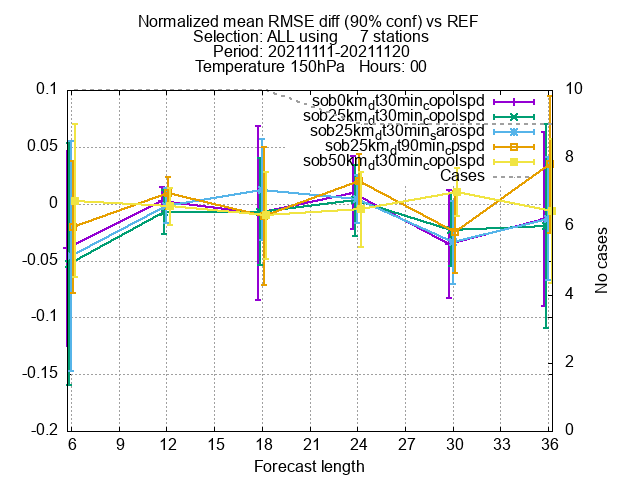 Normalized mean RMSE diff (90% conf) vs REF
Selection: ALL using 7 stations
Period: 20211111-20211120
Temperature 150hPa Hours: 00
sob0km_dt30min_copolspd
sob25km_dt30min_copolspd
sob25km_dt30min_sarospd
sob25km_dt90min_cpspd
sob50km_dt30min_copolspd
Cases
0.1
0.05
0
-0.05
-0.1
-0.15
-0.2
10
8
6
4
2
0
No cases
6 9 12 15 18 21 24 27 30 33 36
Forecast length